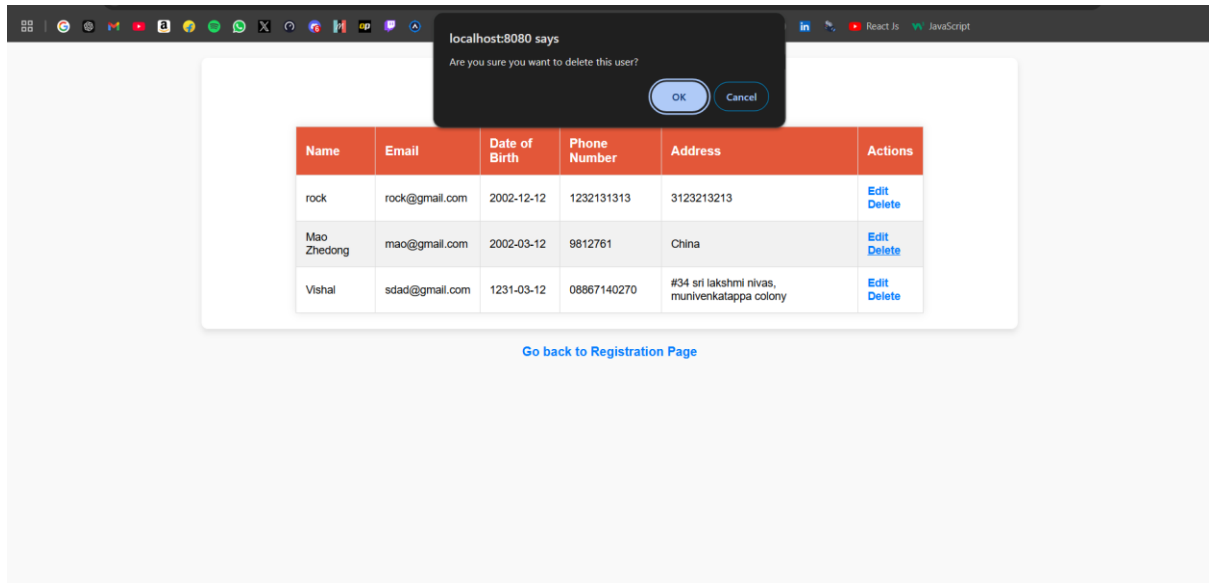 React Js JavaScript
localhost:8080 says
Are you sure you want to delete this user?
OK Cancel
Name Email Date of Birth Phone Number Address Actions
rock rock@gmail.com 2002-12-12 1232131313 3123213213 Edit Delete
Mao Zhedong mao@gmail.com 2002-03-12 9812761 China Edit Delete
Vishal sdad@gmail.com 1231-03-12 08867140270 #34 sri lakshmi nivas, munivenkatappa colony Edit Delete
Go back to Registration Page